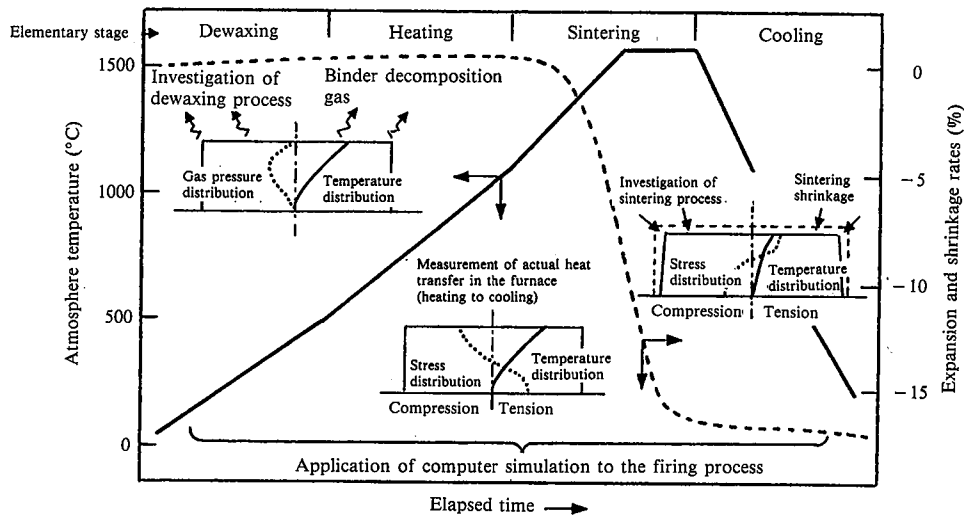 Elementary stage
Dewaxing
Heating
Sintering
Cooling
1500
1000
500
0
Atmosphere temperature (°C)
0
−5
−10
−15
Expansion and shrinkage rates (%)
Investigation of
dewaxing process
Binder decomposition
gas
Gas pressure
distribution
Temperature
distribution
Measurement of actual heat
transfer in the furnace
(heating to cooling)
Stress
distribution
Temperature
distribution
Compression
Tension
Investigation of
sintering process
Sintering
shrinkage
Stress
distribution
Temperature
distribution
Compression
Tension
Application of computer simulation to the firing process
Elapsed time